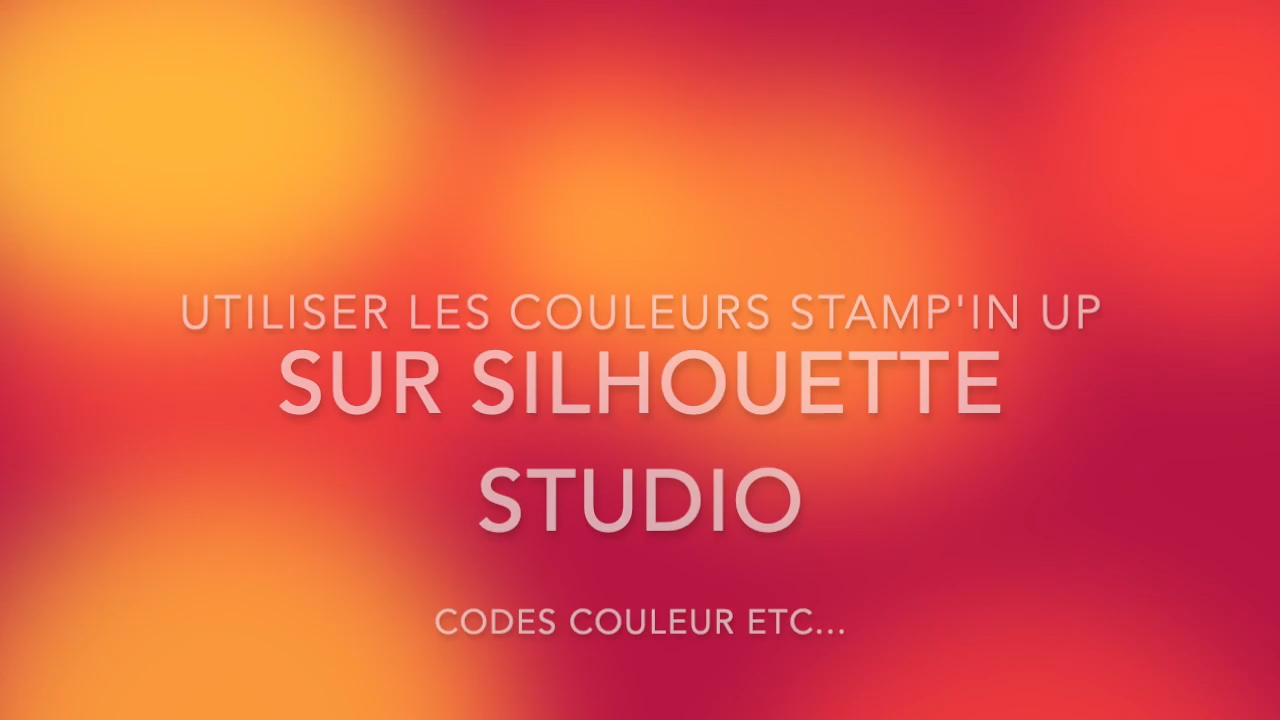 UTILISER LES COULEURS STAMP'IN UP
SUR SILHOUETTE
STUDIO
CODES COULEUR ETC...